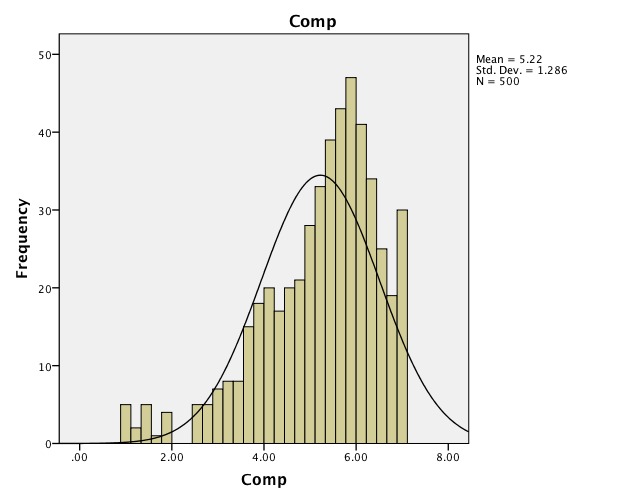 Comp
Mean = 5.22
Std. Dev. = 1.286
N = 500
Frequency
50
40
30
20
10
0
.00 2.00 4.00 6.00 8.00
Comp